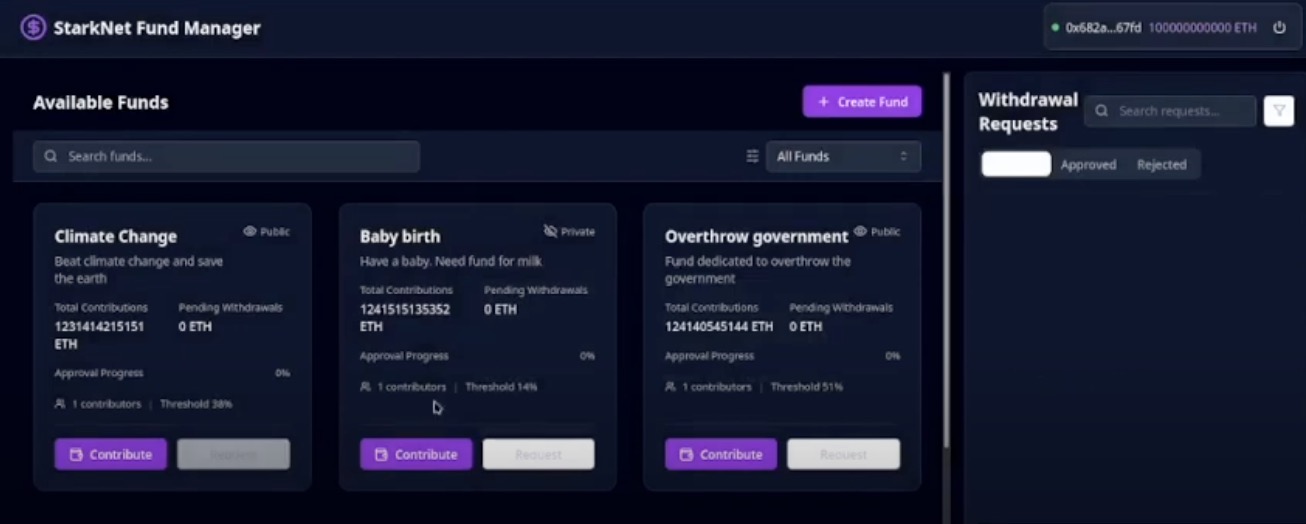 StarkNet Fund Manager
0x682a...67fd 100000000000 ETH
Available Funds
+ Create Fund
Search funds...
All Funds
Climate Change
Public
Beat climate change and save
the earth
Total Contributions Pending Withdrawals
1231414215151 0 ETH
ETH
Approval Progress 0%
1 contributors | Threshold 38%
Contribute
Baby birth
Private
Have a baby. Need fund for milk
Total Contributions Pending Withdrawals
1241515135352 0 ETH
ETH
Approval Progress 0%
1 contributors | Threshold 14%
Contribute Request
Overthrow government
Public
Fund dedicated to overthrow the
government
Total Contributions Pending Withdrawals
124140545144 ETH 0 ETH
Approval Progress 0%
1 contributors | Threshold 51%
Contribute Request
Withdrawal
Requests
Search requests...
Approved Rejected